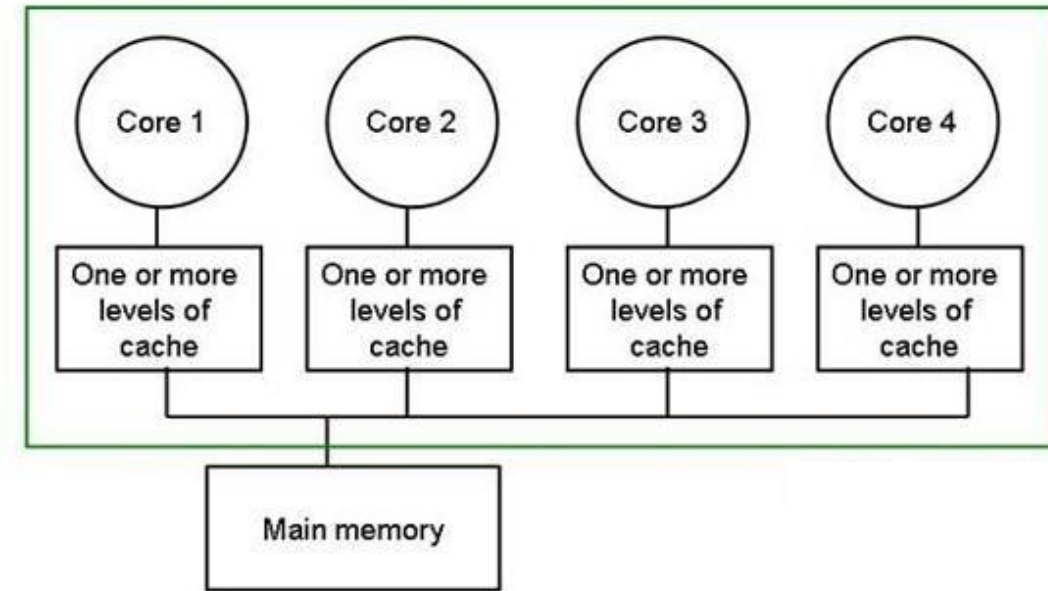 Core 1
Core 2
Core 3
Core 4
One or more
levels of
cache
One or more
levels of
cache
One or more
levels of
cache
One or more
levels of
cache
Main memory